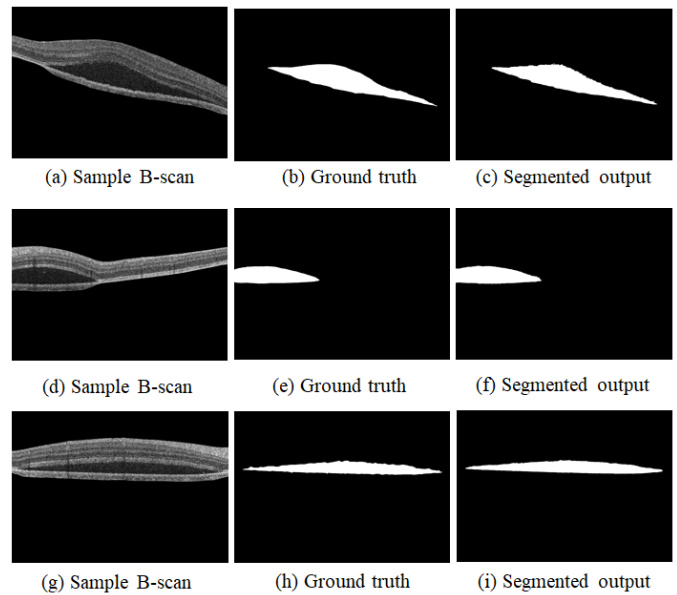 (a) Sample B-scan (b) Ground truth (c) Segmented output
(d) Sample B-scan (e) Ground truth (f) Segmented output
(g) Sample B-scan (h) Ground truth (i) Segmented output